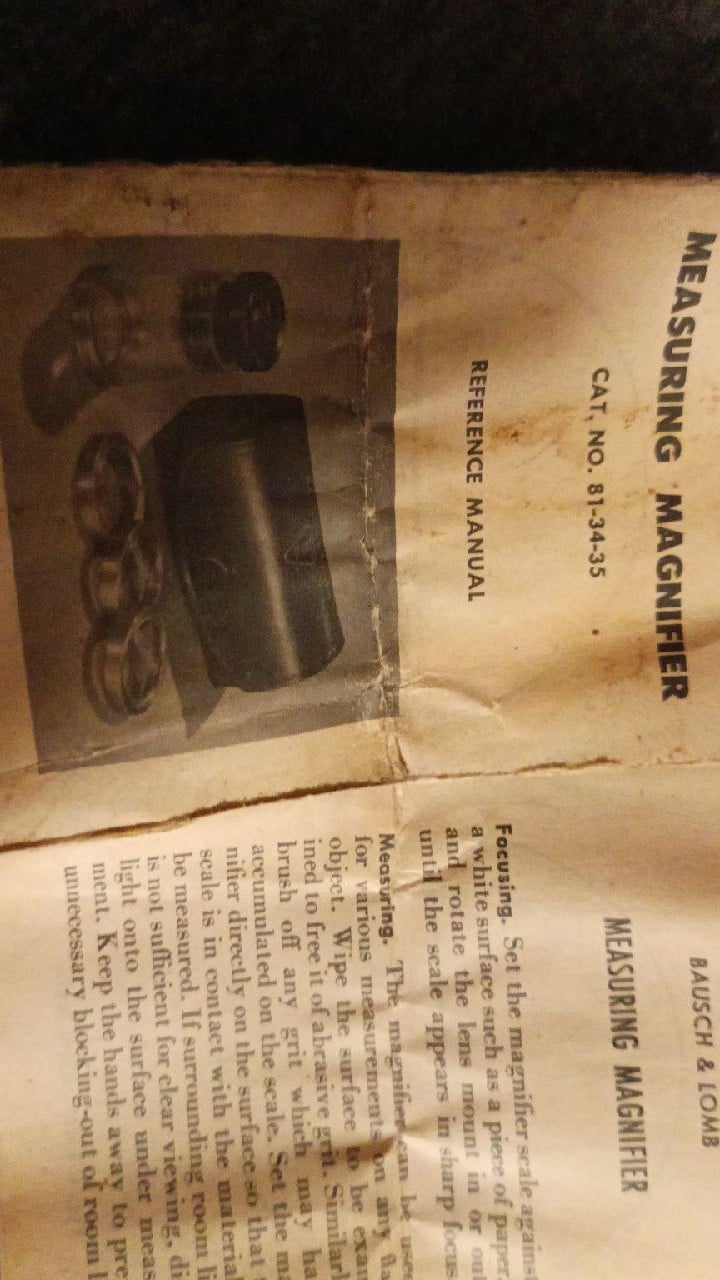 MEASURING MAGNIFIER
CAT. NO. 81-34-35
REFERENCE MANUAL
BAUSCH & LOMB
MEASURING MAGNIFIER
Focusing. Set the magnifier scale agains
a white surface such as a piece of paper,
and rotate the lens mount in or out
until the scale appears in sharp focus
Measuring. The magnifier can be used
for various measurements on any fla
object. Wipe the surface to be exam
ined to free it of abrasive grit. Similarl
brush off any grit which may ha
accumulated on the scale. Set the ma
nifier directly on the surface so that
scale is in contact with the material
be measured. If surrounding room li
is not sufficient for clear viewing, di
light onto the surface under meas
ment. Keep the hands away to pre
unnecessary blocking-out of room l